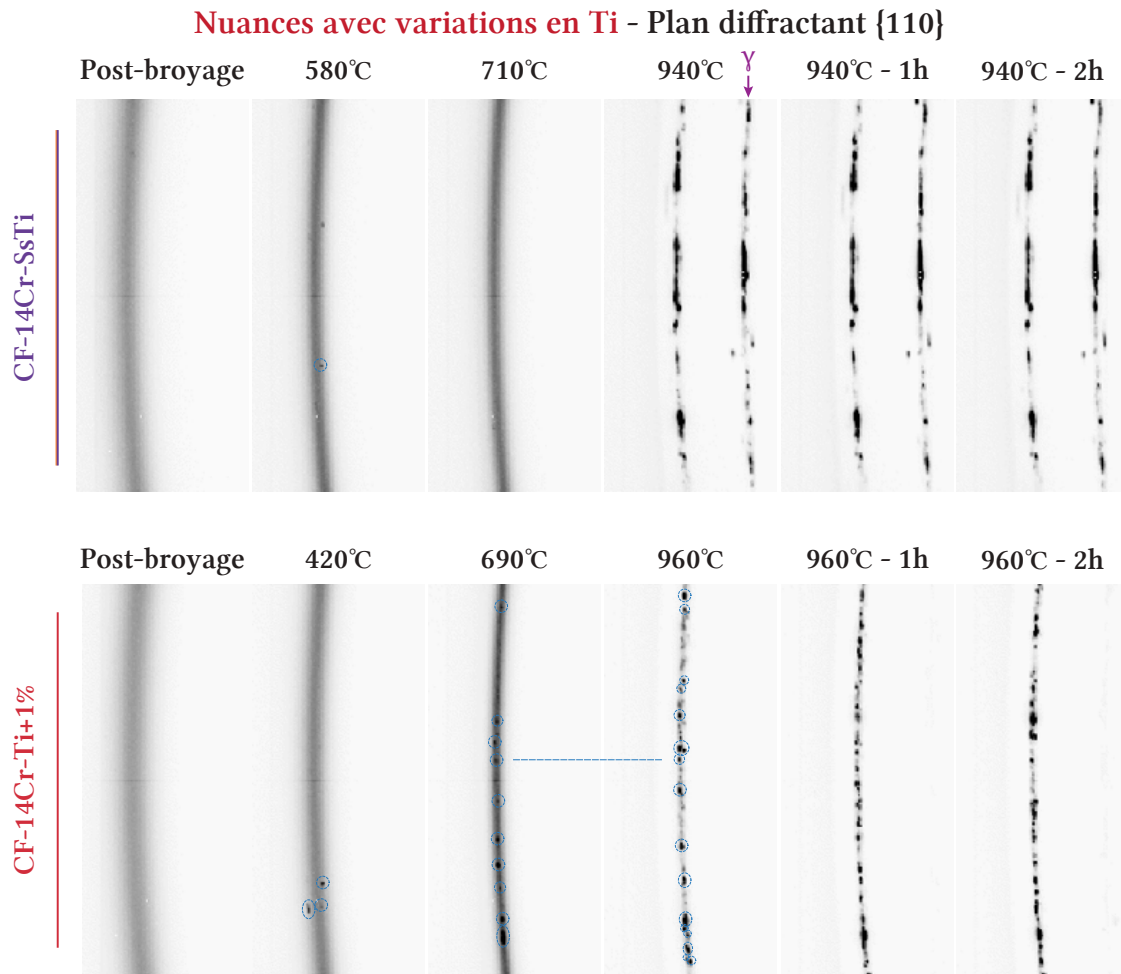 Nuances avec variations en Ti - Plan diffractant {110}
Post-broyage 580°C 710°C 940°C γ 940°C - 1h 940°C - 2h
CF-14Cr-SsTi
Post-broyage 420°C 690°C 960°C 960°C - 1h 960°C - 2h
CF-14Cr-Ti+1%